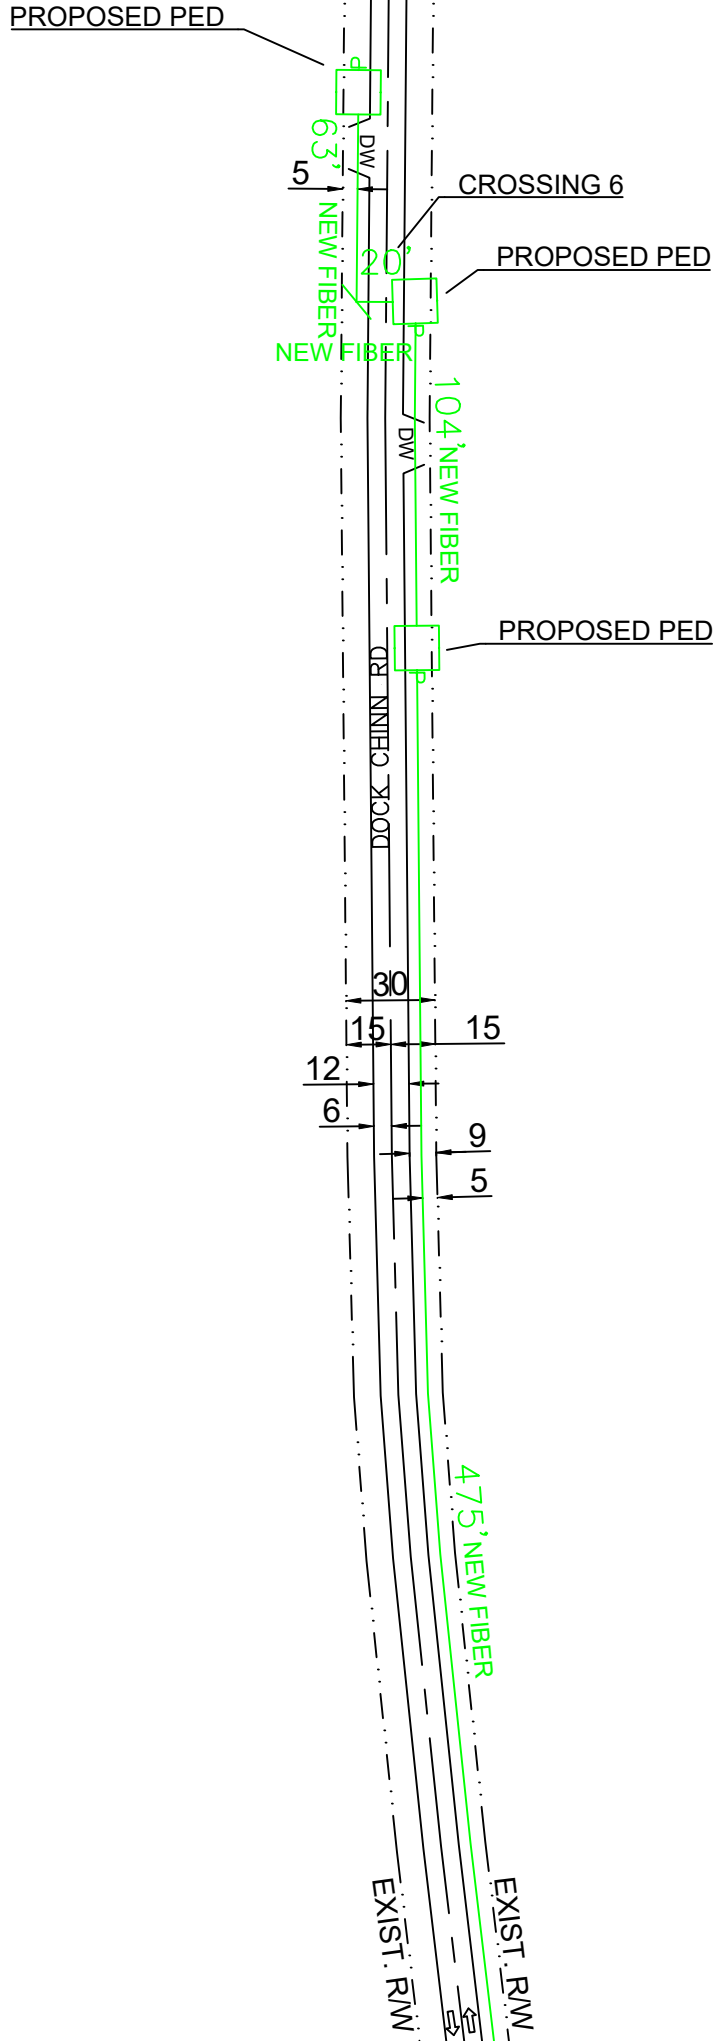 PROPOSED PED
P
63'
DW
5
CROSSING 6
NEW FIBER
20'
PROPOSED PED
P
NEW FIBER
104' NEW FIBER
DW
PROPOSED PED
P
DOCK CHINN RD
30
15
15
12
6
9
5
475' NEW FIBER
EXIST. R/W
EXIST. R/W